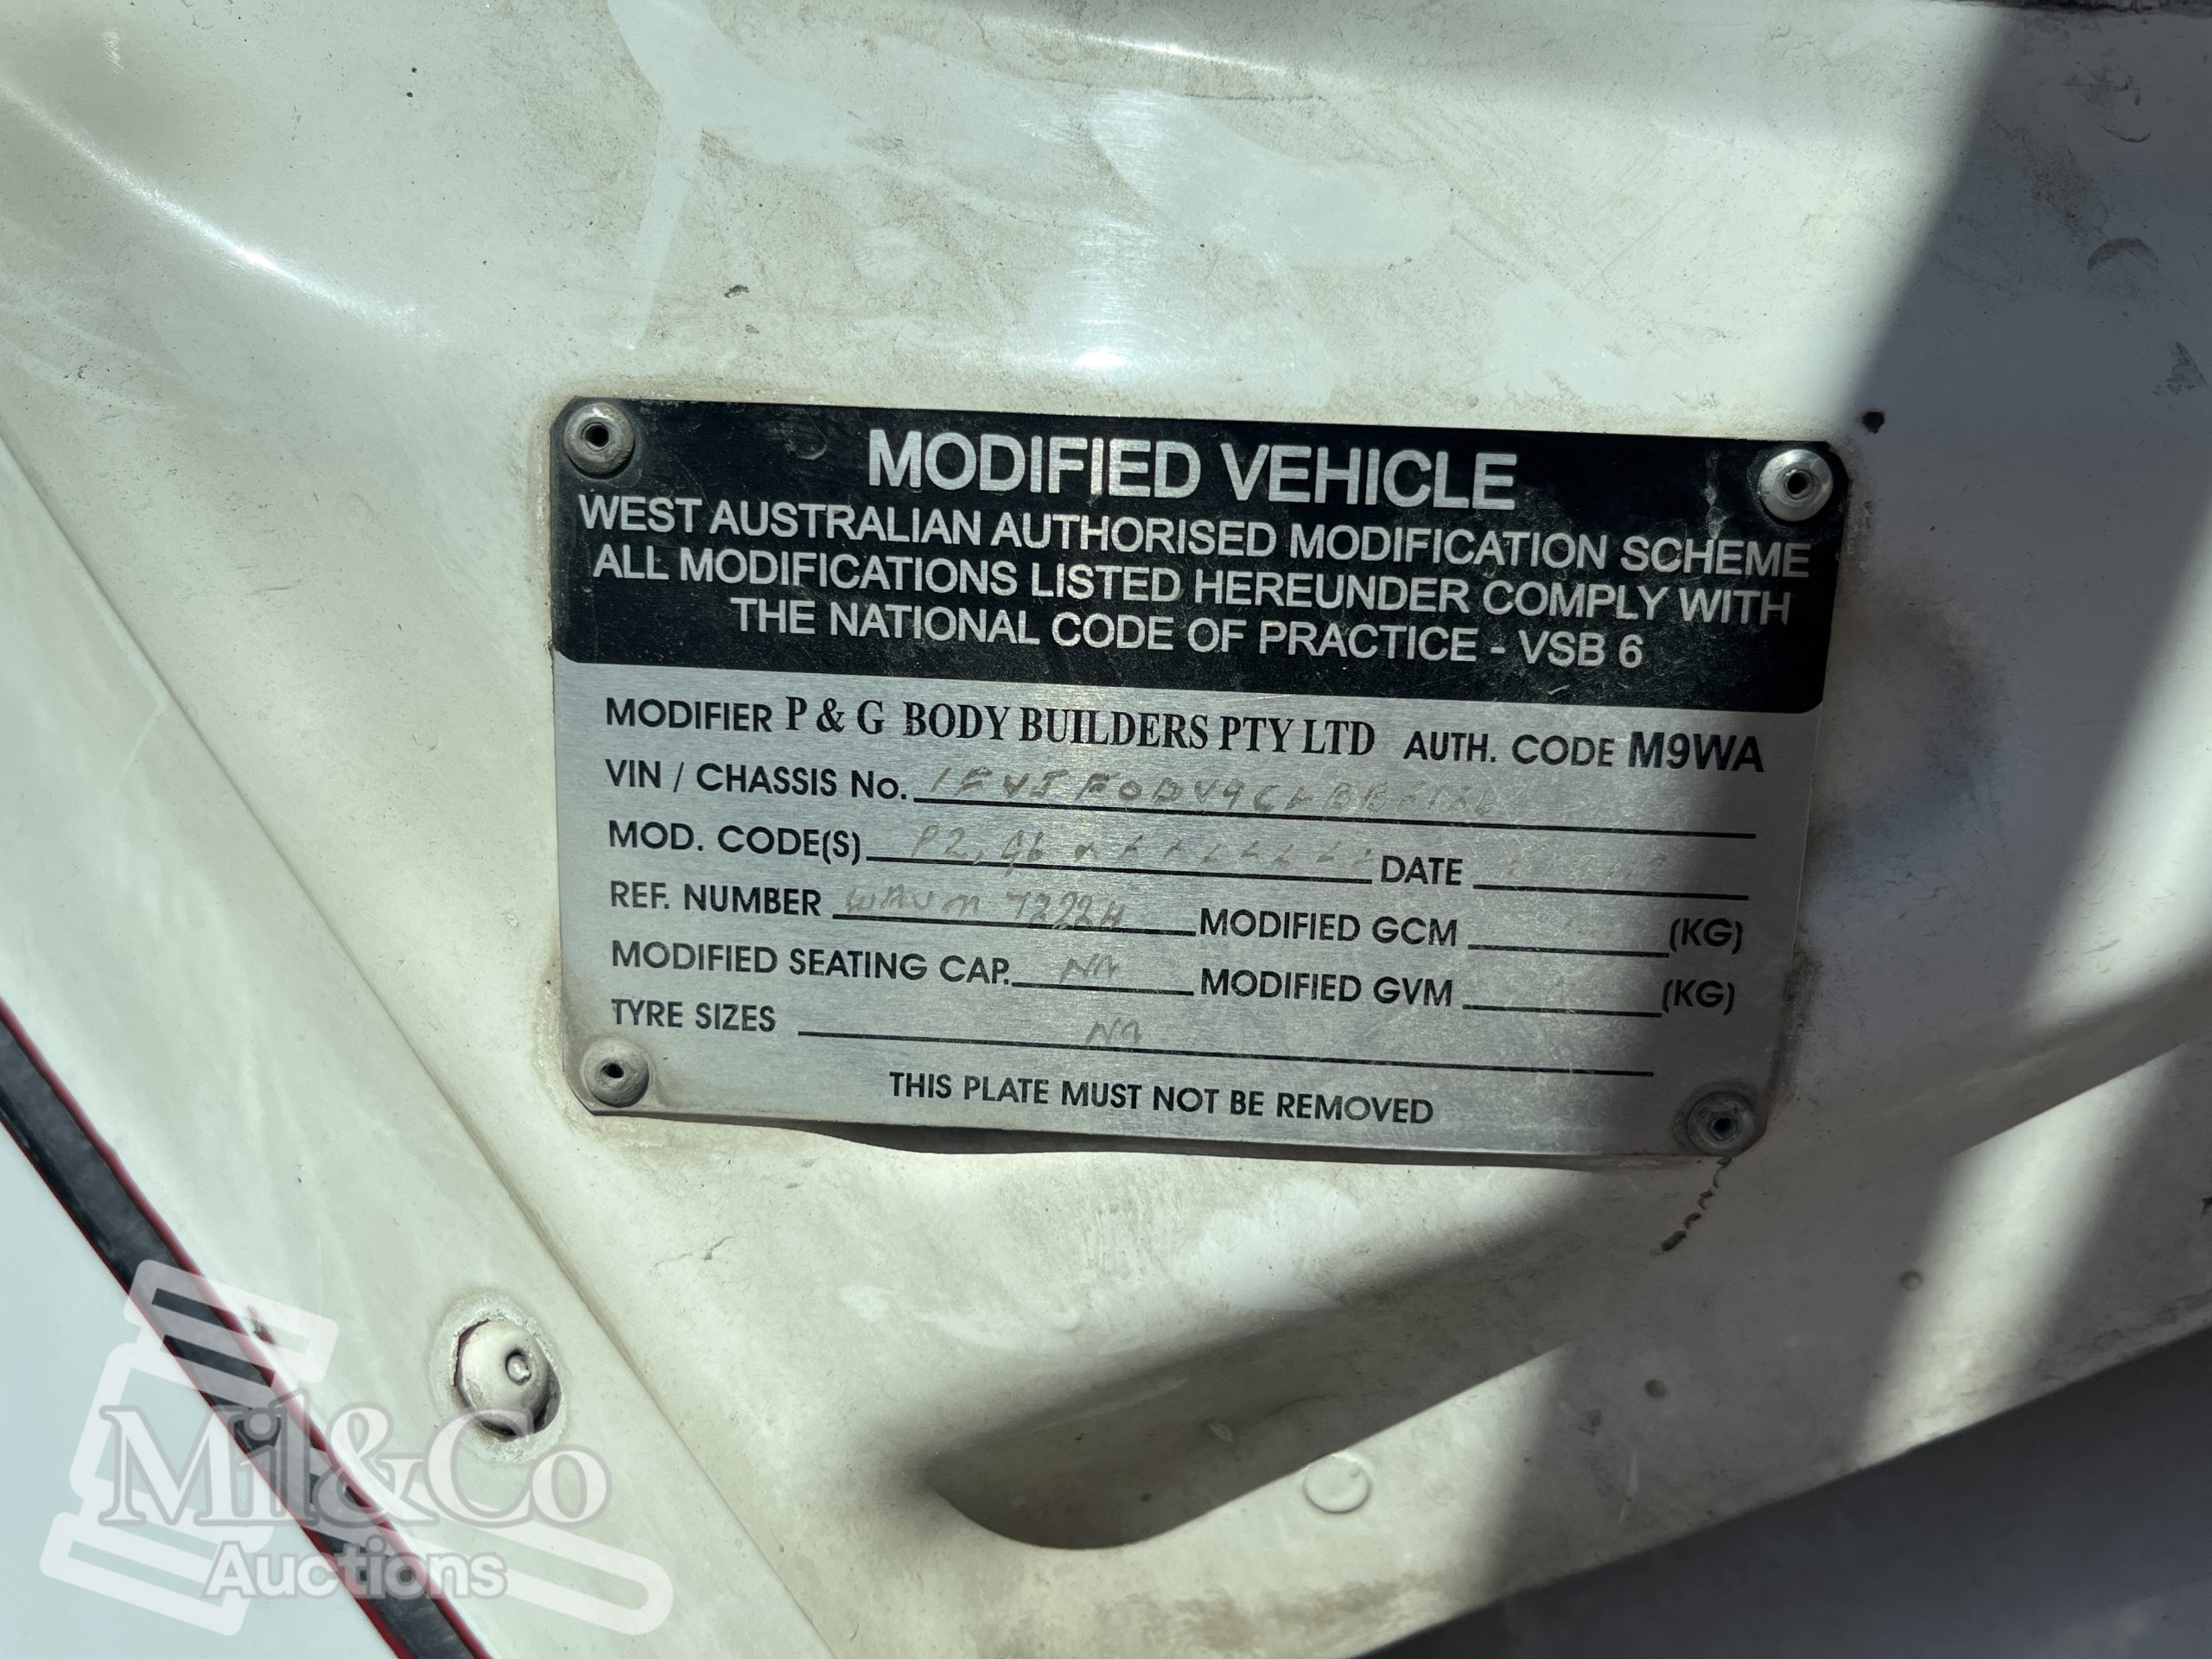 MODIFIED VEHICLE
WEST AUSTRALIAN AUTHORISED MODIFICATION SCHEME
ALL MODIFICATIONS LISTED HEREUNDER COMPLY WITH
THE NATIONAL CODE OF PRACTICE - VSB 6
MODIFIER P & G BODY BUILDERS PTY LTD AUTH. CODE M9WA
VIN / CHASSIS No.
MOD. CODE(S) P2, DATE
REF. NUMBER MODIFIED GCM (KG)
MODIFIED SEATING CAP. NA MODIFIED GVM (KG)
TYRE SIZES NA
THIS PLATE MUST NOT BE REMOVED
Mil&Co
Auctions